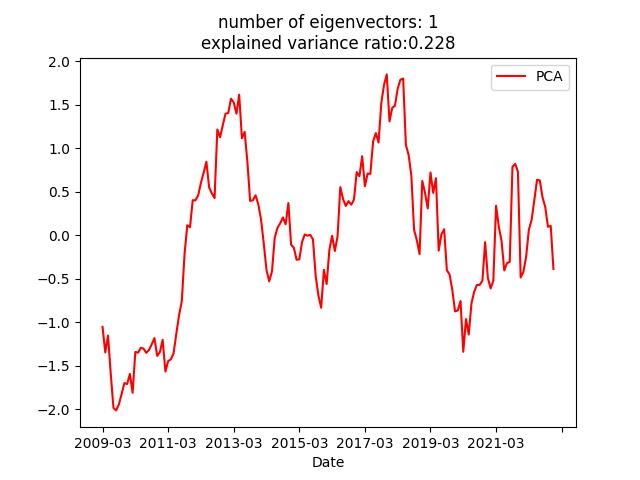 number of eigenvectors: 1
explained variance ratio:0.228
PCA
2.0
1.5
1.0
0.5
0.0
−0.5
−1.0
−1.5
−2.0
2009-03 2011-03 2013-03 2015-03 2017-03 2019-03 2021-03
Date